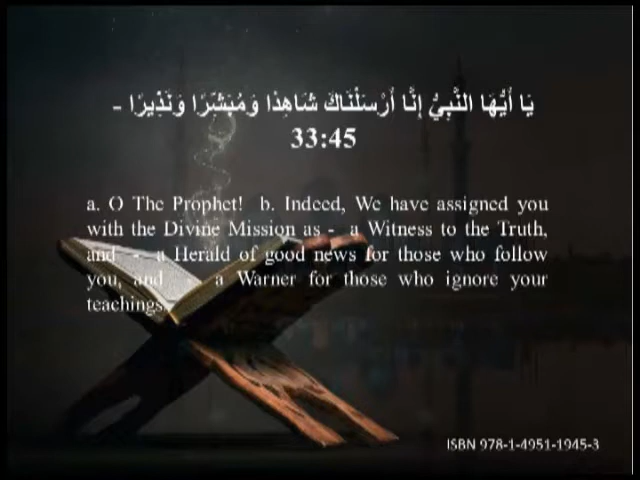 يَا أَيُّهَا النَّبِيُّ إِنَّا أَرْسَلْنَاكَ شَاهِدًا وَمُبَشِّرًا وَنَذِيرًا -
33:45
a. O The Prophet! b. Indeed, We have assigned you
with the Divine Mission as - a Witness to the Truth,
and - a Herald of good news for those who follow
you, and a Warner for those who ignore your
teachings.
ISBN 978-1-4951-1945-3